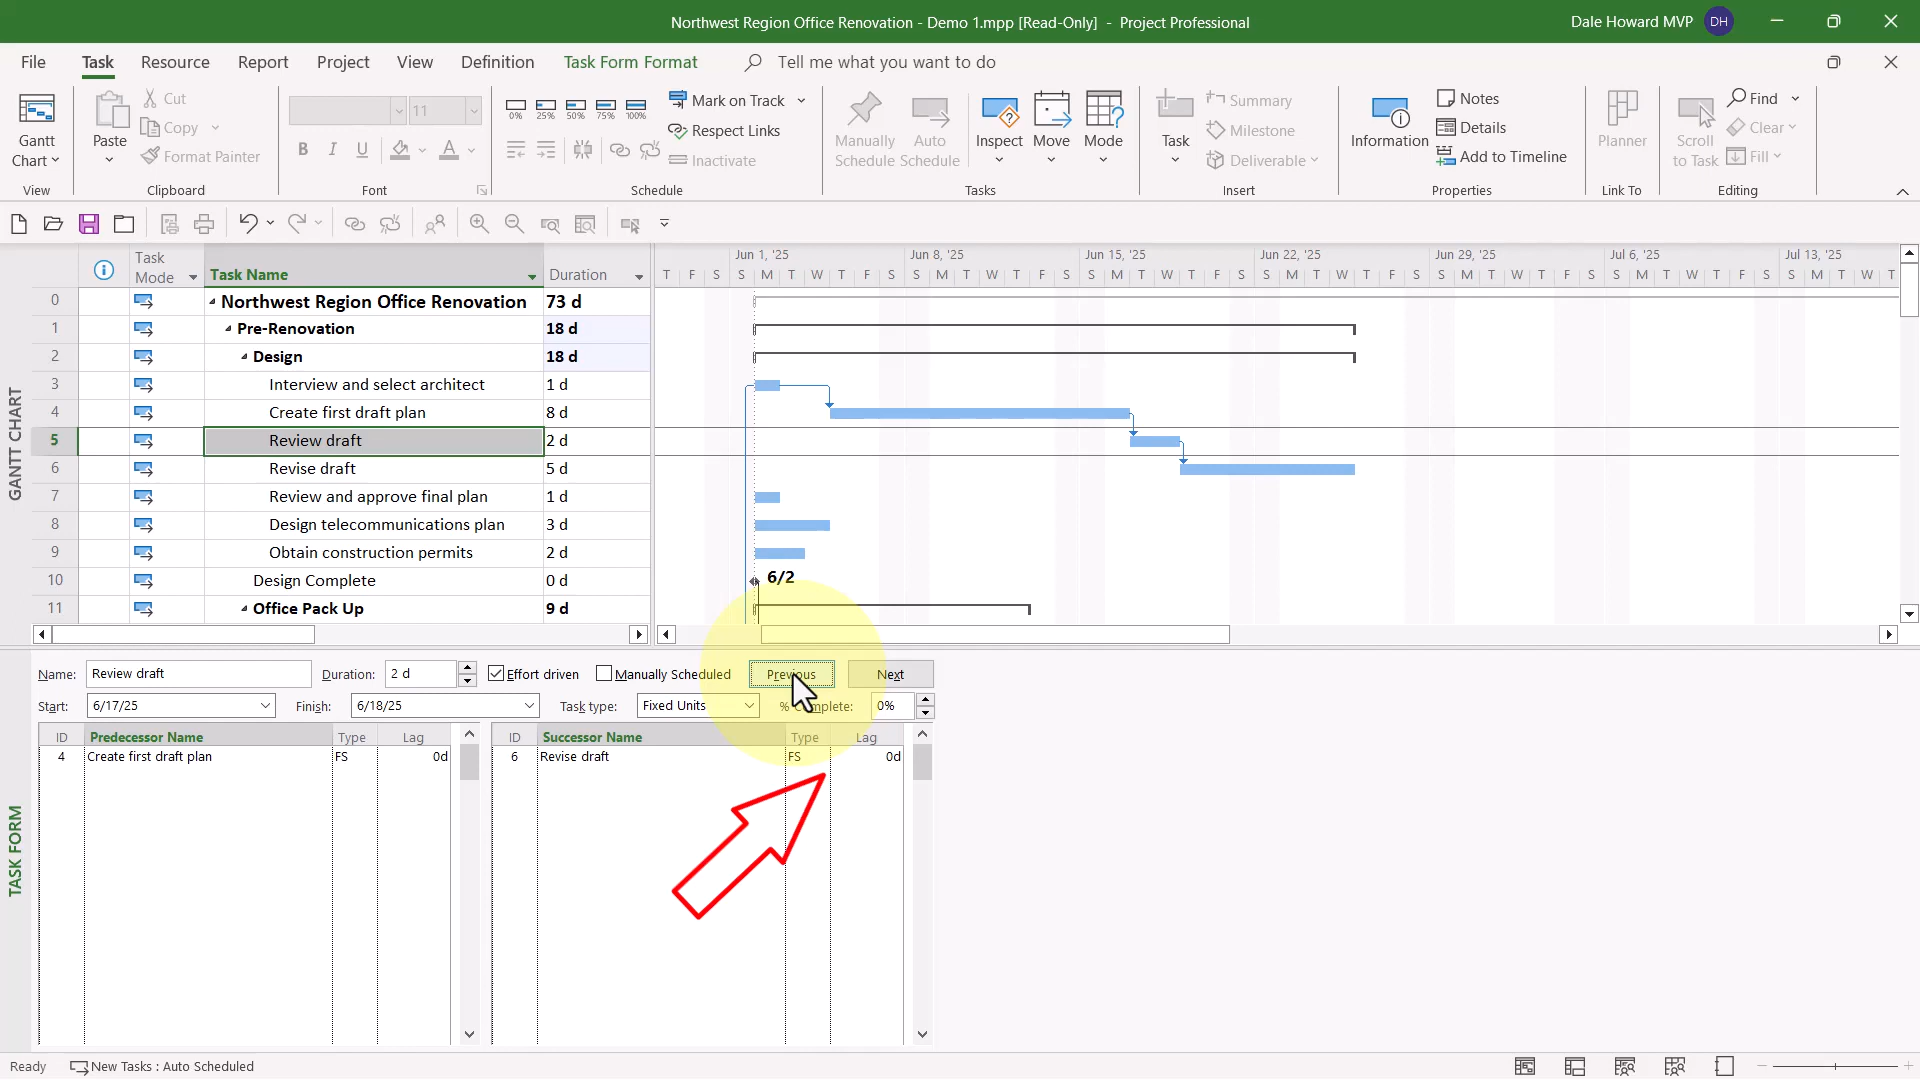 Northwest Region Office Renovation - Demo 1.mpp [Read-Only] - Project Professional
Dale Howard MVP DH
File Task Resource Report Project View Definition Task Form Format Tell me what you want to do
Gantt Chart
View
Paste
Cut
Copy
Format Painter
Clipboard
11
B I U A
Font
0% 25% 50% 75% 100%
Mark on Track
Respect Links
Inactivate
Schedule
Manually Schedule
Auto Schedule
Inspect
Move
Mode
Tasks
Task
Summary
Milestone
Deliverable
Insert
Information
Notes
Details
Add to Timeline
Properties
Planner
Link To
Scroll to Task
Find
Clear
Fill
Editing
GANTT CHART
Task Mode Task Name Duration
Jun 1, '25 Jun 8, '25 Jun 15, '25 Jun 22, '25 Jun 29, '25 Jul 6, '25 Jul 13, '25
T F S S M T W T F S S M T W T F S S M T W T F S S M T W T F S S M T W T F S S M T W T F S S M T W T
0 Northwest Region Office Renovation 73 d
1 Pre-Renovation 18 d
2 Design 18 d
3 Interview and select architect 1 d
4 Create first draft plan 8 d
5 Review draft 2 d
6 Revise draft 5 d
7 Review and approve final plan 1 d
8 Design telecommunications plan 3 d
9 Obtain construction permits 2 d
10 Design Complete 0 d 6/2
11 Office Pack Up 9 d
TASK FORM
Name: Review draft Duration: 2 d Effort driven Manually Scheduled Previous Next
Start: 6/17/25 Finish: 6/18/25 Task type: Fixed Units % Complete: 0%
ID Predecessor Name Type Lag ID Successor Name Type Lag
4 Create first draft plan FS 0d 6 Revise draft FS 0d
Ready New Tasks : Auto Scheduled